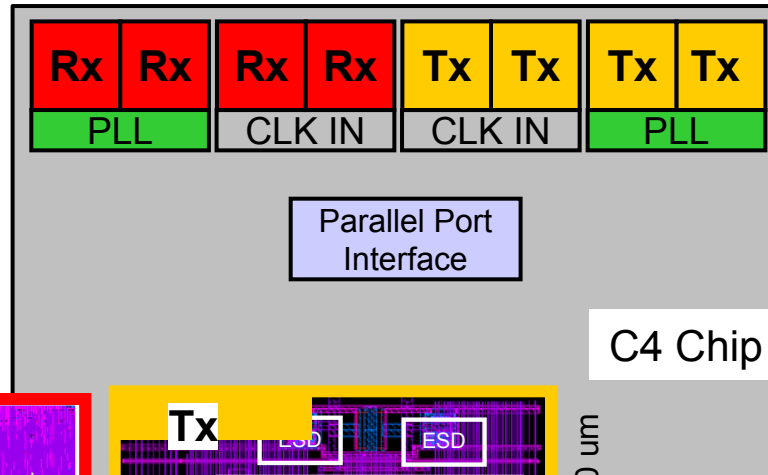 Rx Rx Rx Rx Tx Tx Tx Tx
PLL CLK IN CLK IN PLL
Parallel Port
Interface
C4 Chip
Tx
ESD ESD
um